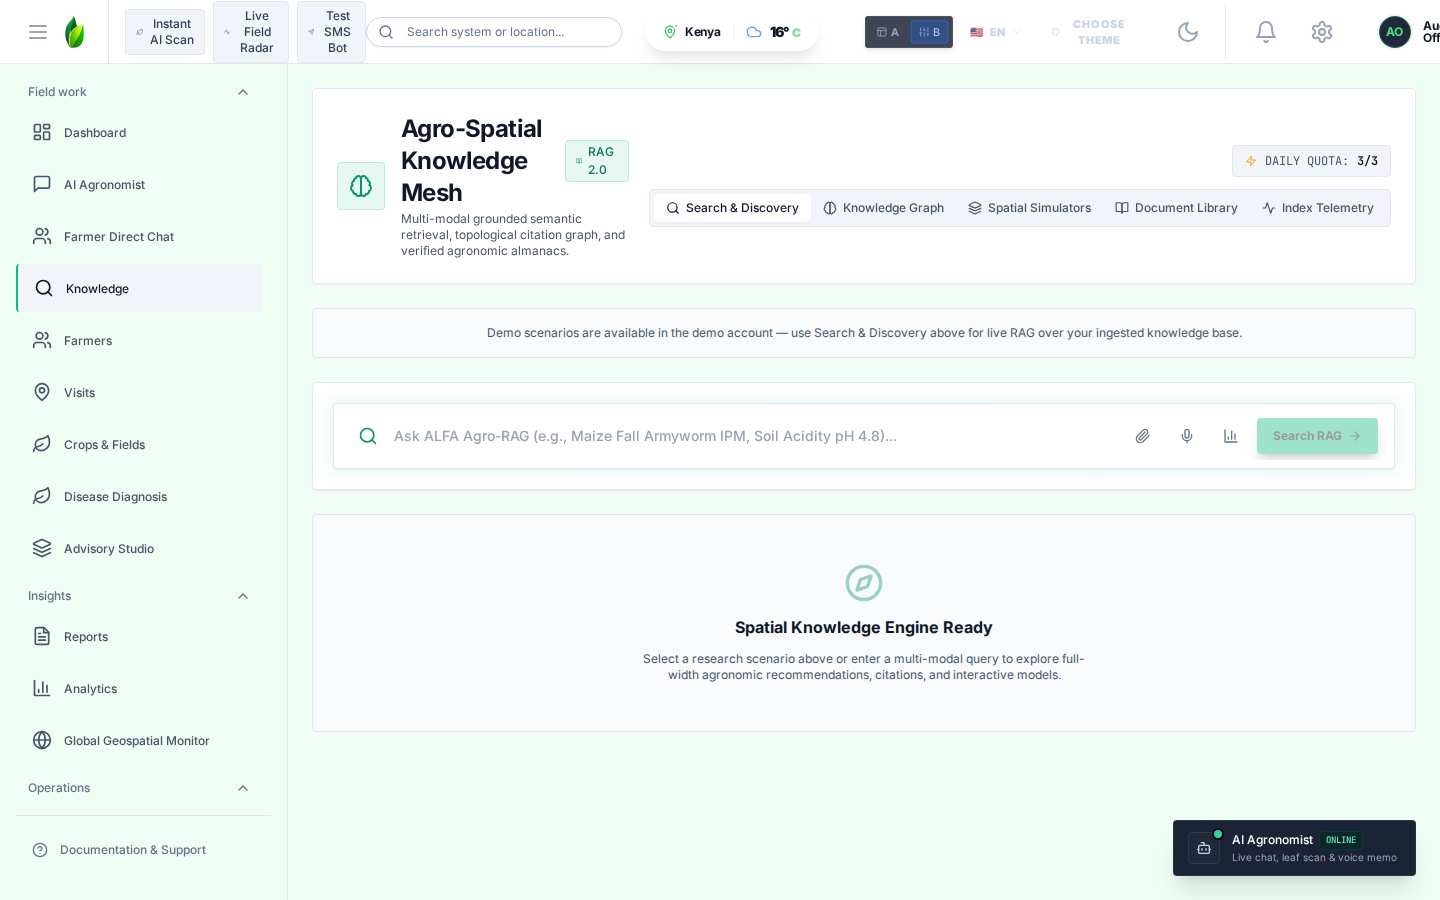 Instant
AI Scan
Live
Field
Radar
Test
SMS
Bot
Search system or location...
Kenya
16° C
A
B
EN
CHOOSE
THEME
AO
Field work
Dashboard
AI Agronomist
Farmer Direct Chat
Knowledge
Farmers
Visits
Crops & Fields
Disease Diagnosis
Advisory Studio
Insights
Reports
Analytics
Global Geospatial Monitor
Operations
Documentation & Support
Agro-Spatial
Knowledge
Mesh
RAG
2.0
Multi-modal grounded semantic
retrieval, topological citation graph, and
verified agronomic almanacs.
DAILY QUOTA: 3/3
Search & Discovery
Knowledge Graph
Spatial Simulators
Document Library
Index Telemetry
Demo scenarios are available in the demo account — use Search & Discovery above for live RAG over your ingested knowledge base.
Ask ALFA Agro-RAG (e.g., Maize Fall Armyworm IPM, Soil Acidity pH 4.8)...
Search RAG
Spatial Knowledge Engine Ready
Select a research scenario above or enter a multi-modal query to explore full-
width agronomic recommendations, citations, and interactive models.
AI Agronomist
ONLINE
Live chat, leaf scan & voice memo